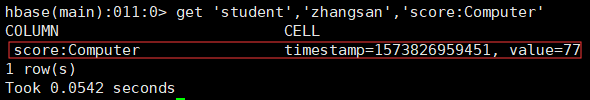 hbase(main):011:0> get 'student','zhangsan','score:Computer'
COLUMN CELL
score:Computer timestamp=1573826959451, value=77
1 row(s)
Took 0.0542 seconds